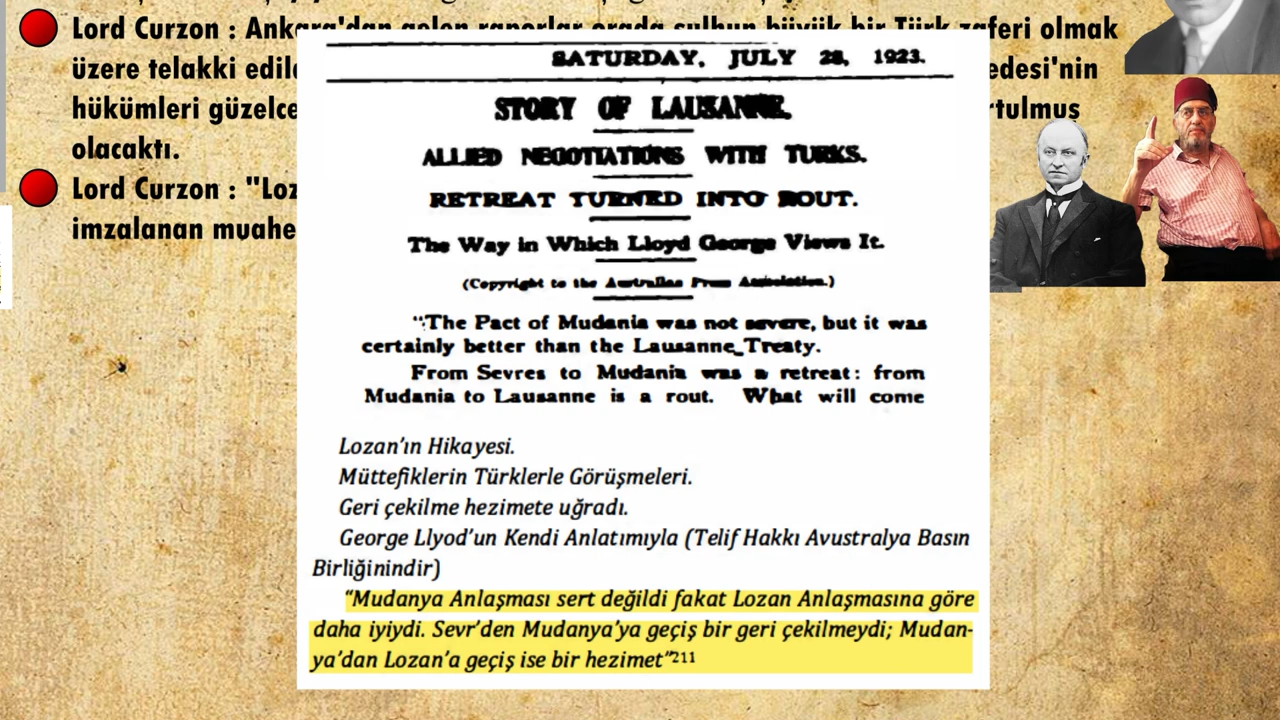 Lord Curzon : Ankara'dan gelen raporlar orada sulhun büyük bir Türk zaferi olmak
üzere telakki edesi'nin
hükümleri güzelce rtulmuş
olacaktı.
Lord Curzon : "Loz
imzalanan muahe
SATURDAY, JULY 28, 1923.
STORY OF LAUSANNE.
ALLIED NEGOTIATIONS WITH TURKS.
RETREAT TURNED INTO ROUT.
The Way in Which Lloyd George Views It.
(Copyright to the Australian Press Association.)
"The Pact of Mudania was not severe, but it was
certainly better than the Lausanne Treaty.
From Sevres to Mudania was a retreat: from
Mudania to Lausanne is a rout. What will come
Lozan'ın Hikayesi.
Müttefiklerin Türklerle Görüşmeleri.
Geri çekilme hezimete uğradı.
George Llyod'un Kendi Anlatımıyla (Telif Hakkı Avustralya Basın
Birliğinindir)
"Mudanya Anlaşması sert değildi fakat Lozan Anlaşmasına göre
daha iyiydi. Sevr'den Mudanya'ya geçiş bir geri çekilmeydi; Mudan-
ya'dan Lozan'a geçiş ise bir hezimet"211